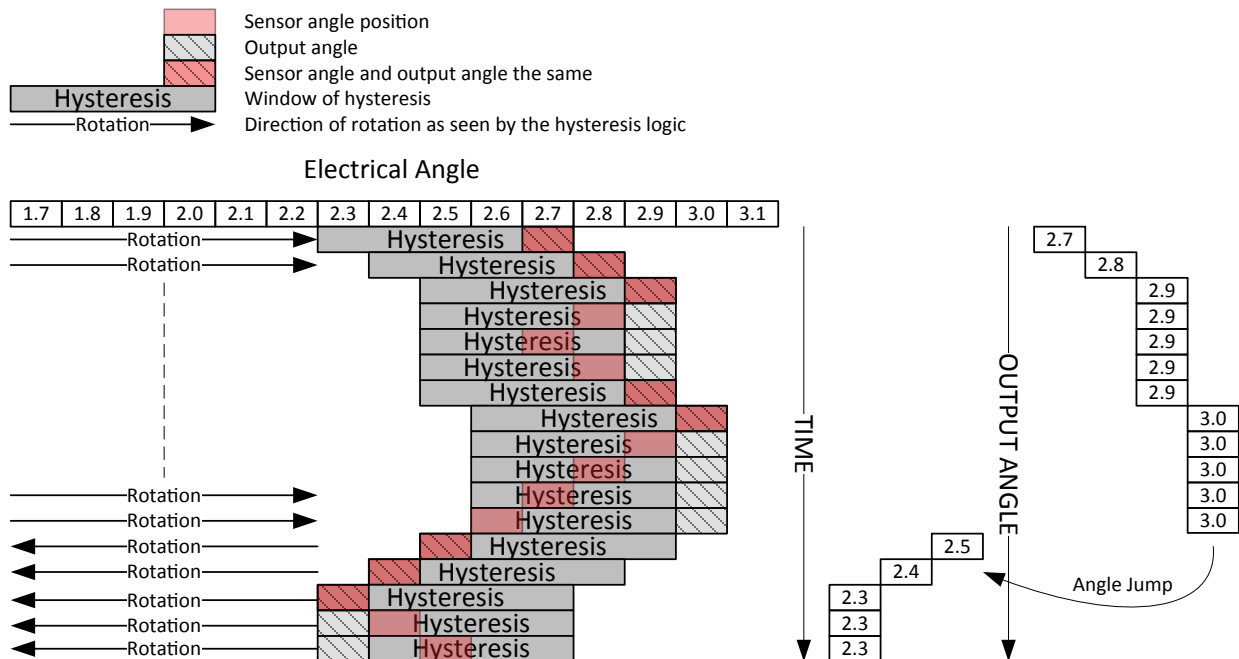 Sensor angle position
Output angle
Sensor angle and output angle the same
Hysteresis Window of hysteresis
Rotation Direction of rotation as seen by the hysteresis logic
Electrical Angle
1.7 1.8 1.9 2.0 2.1 2.2 2.3 2.4 2.5 2.6 2.7 2.8 2.9 3.0 3.1
Rotation Hysteresis 2.7
Rotation Hysteresis 2.8
Hysteresis 2.9
Hysteresis 2.9
Hysteresis 2.9
Hysteresis 2.9
Hysteresis 2.9
Hysteresis 3.0
Hysteresis 3.0
Hysteresis 3.0
Rotation Hysteresis 3.0
Rotation Hysteresis 3.0
Rotation Hysteresis 2.5
Rotation Hysteresis 2.4
Rotation Hysteresis 2.3
Rotation Hysteresis 2.3
Rotation Hysteresis 2.3
TIME
OUTPUT ANGLE
Angle Jump